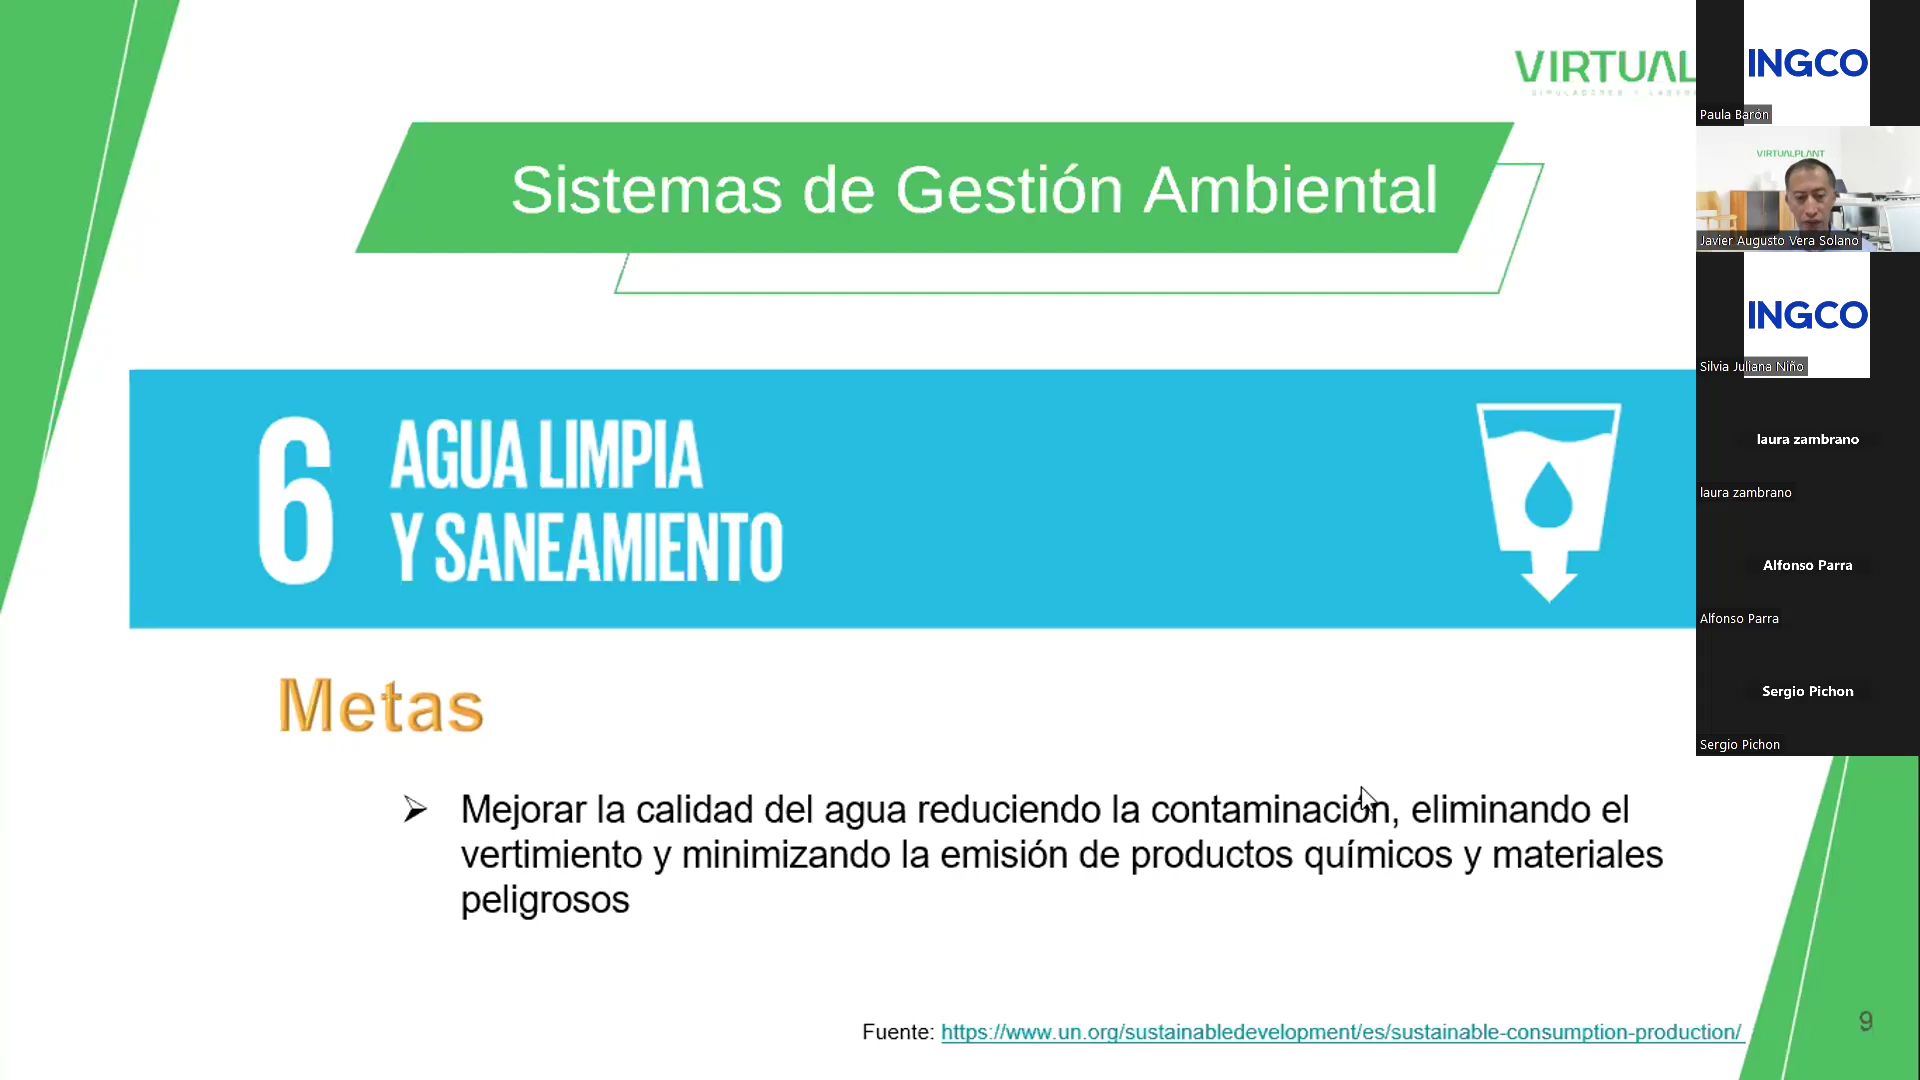 VIRTUAL
Sistemas de Gestión Ambiental
6
AGUA LIMPIA
Y SANEAMIENTO
Metas
➢ Mejorar la calidad del agua reduciendo la contaminación, eliminando el
vertimiento y minimizando la emisión de productos químicos y materiales
peligrosos
Fuente: https://www.un.org/sustainabledevelopment/es/sustainable-consumption-production/
9
INGCO
Paula Barón
VIRTUALPLANT
Javier Augusto Vera Solano
INGCO
Silvia Juliana Niño
laura zambrano
laura zambrano
Alfonso Parra
Alfonso Parra
Sergio Pichon
Sergio Pichon